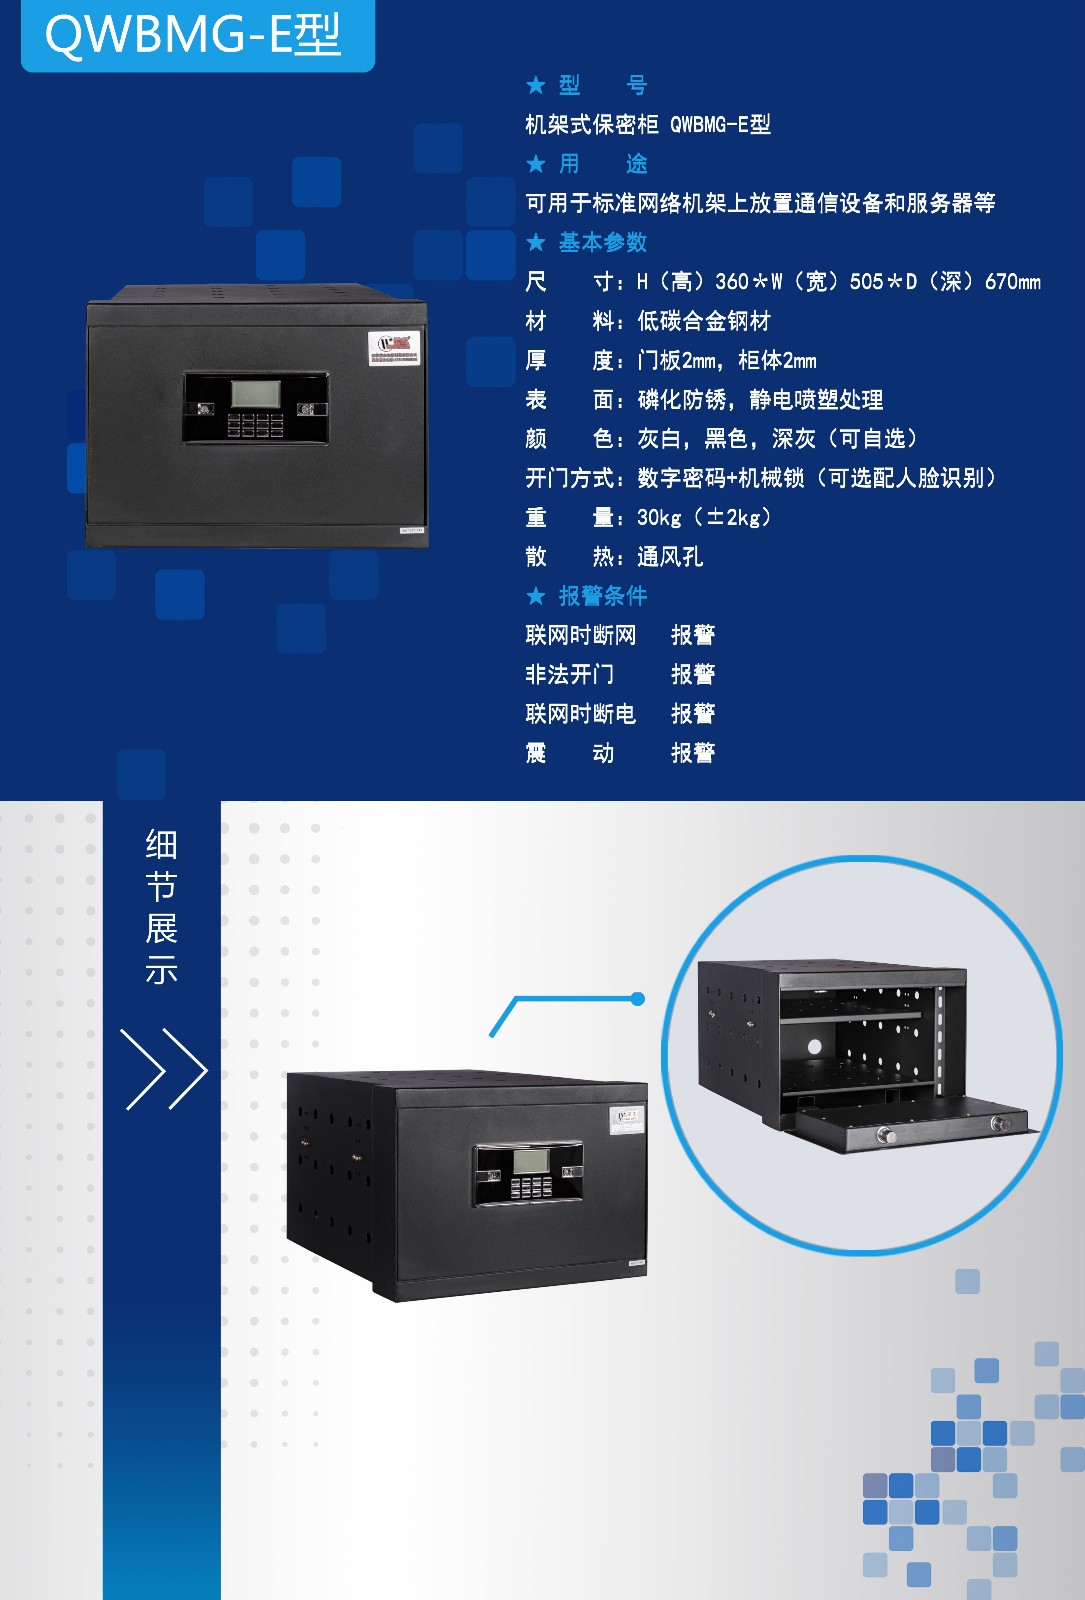 QWBMG-E型
★ 型 号
机架式保密柜 QWBMG-E型
★ 用 途
可用于标准网络机架上放置通信设备和服务器等
★ 基本参数
尺 寸：H（高）360＊W（宽）505＊D（深）670mm
材 料：低碳合金钢材
厚 度：门板2mm，柜体2mm
表 面：磷化防锈，静电喷塑处理
颜 色：灰白，黑色，深灰（可自选）
开门方式：数字密码+机械锁（可选配人脸识别）
重 量：30kg（±2kg）
散 热：通风孔
★ 报警条件
联网时断网 报警
非法开门 报警
联网时断电 报警
震 动 报警
细节展示